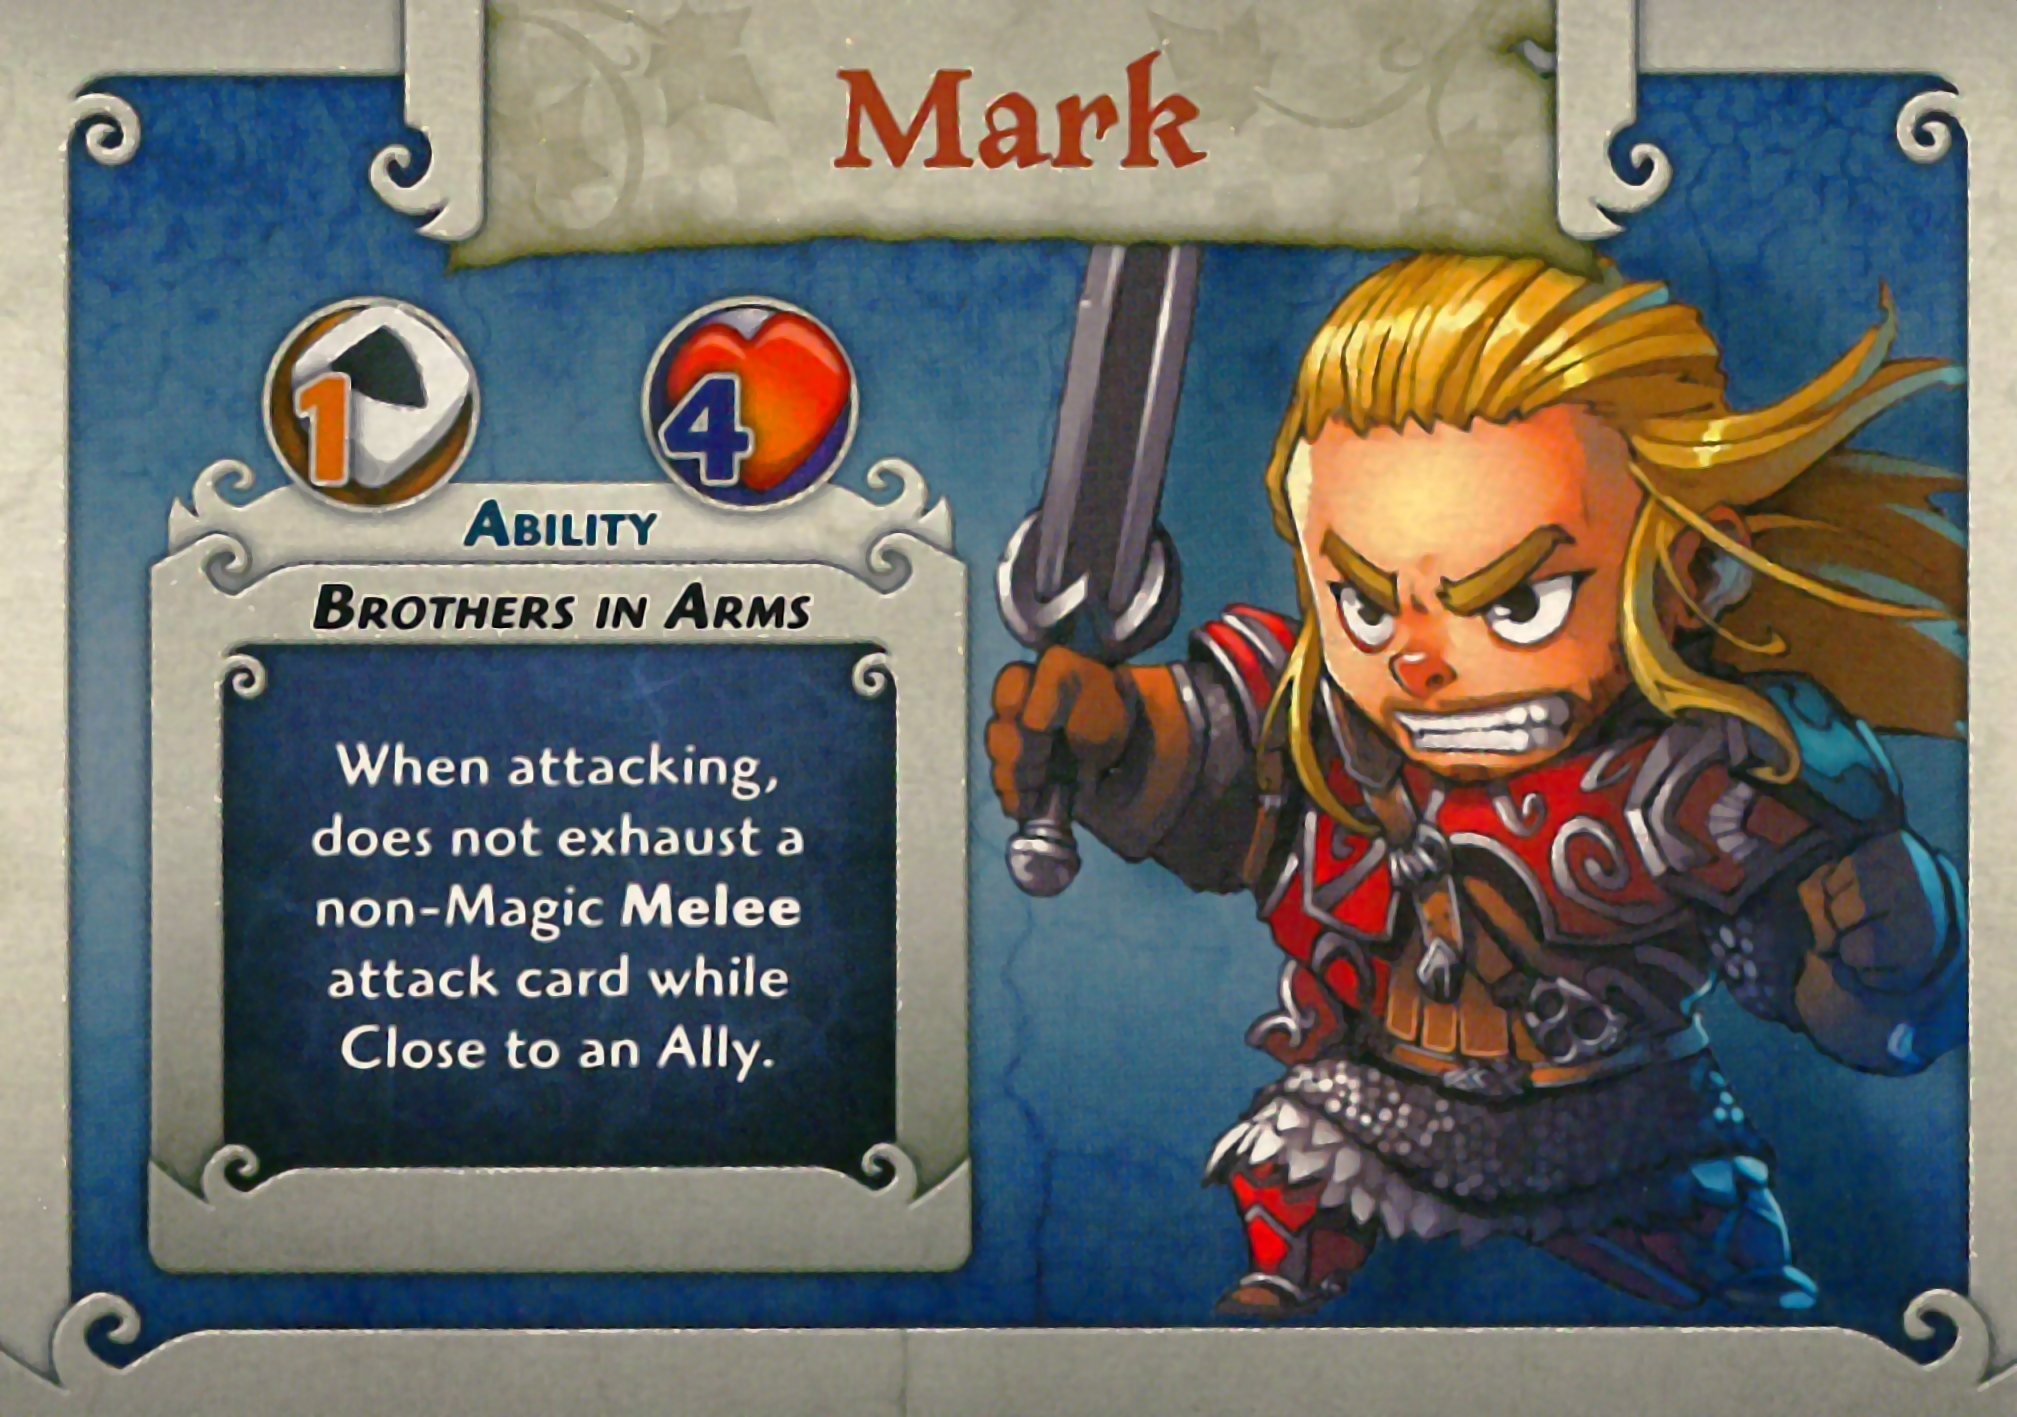 Mark
1
4
ABILITY
BROTHERS IN ARMS
When attacking,
does not exhaust a
non-Magic Melee
attack card while
Close to an Ally.